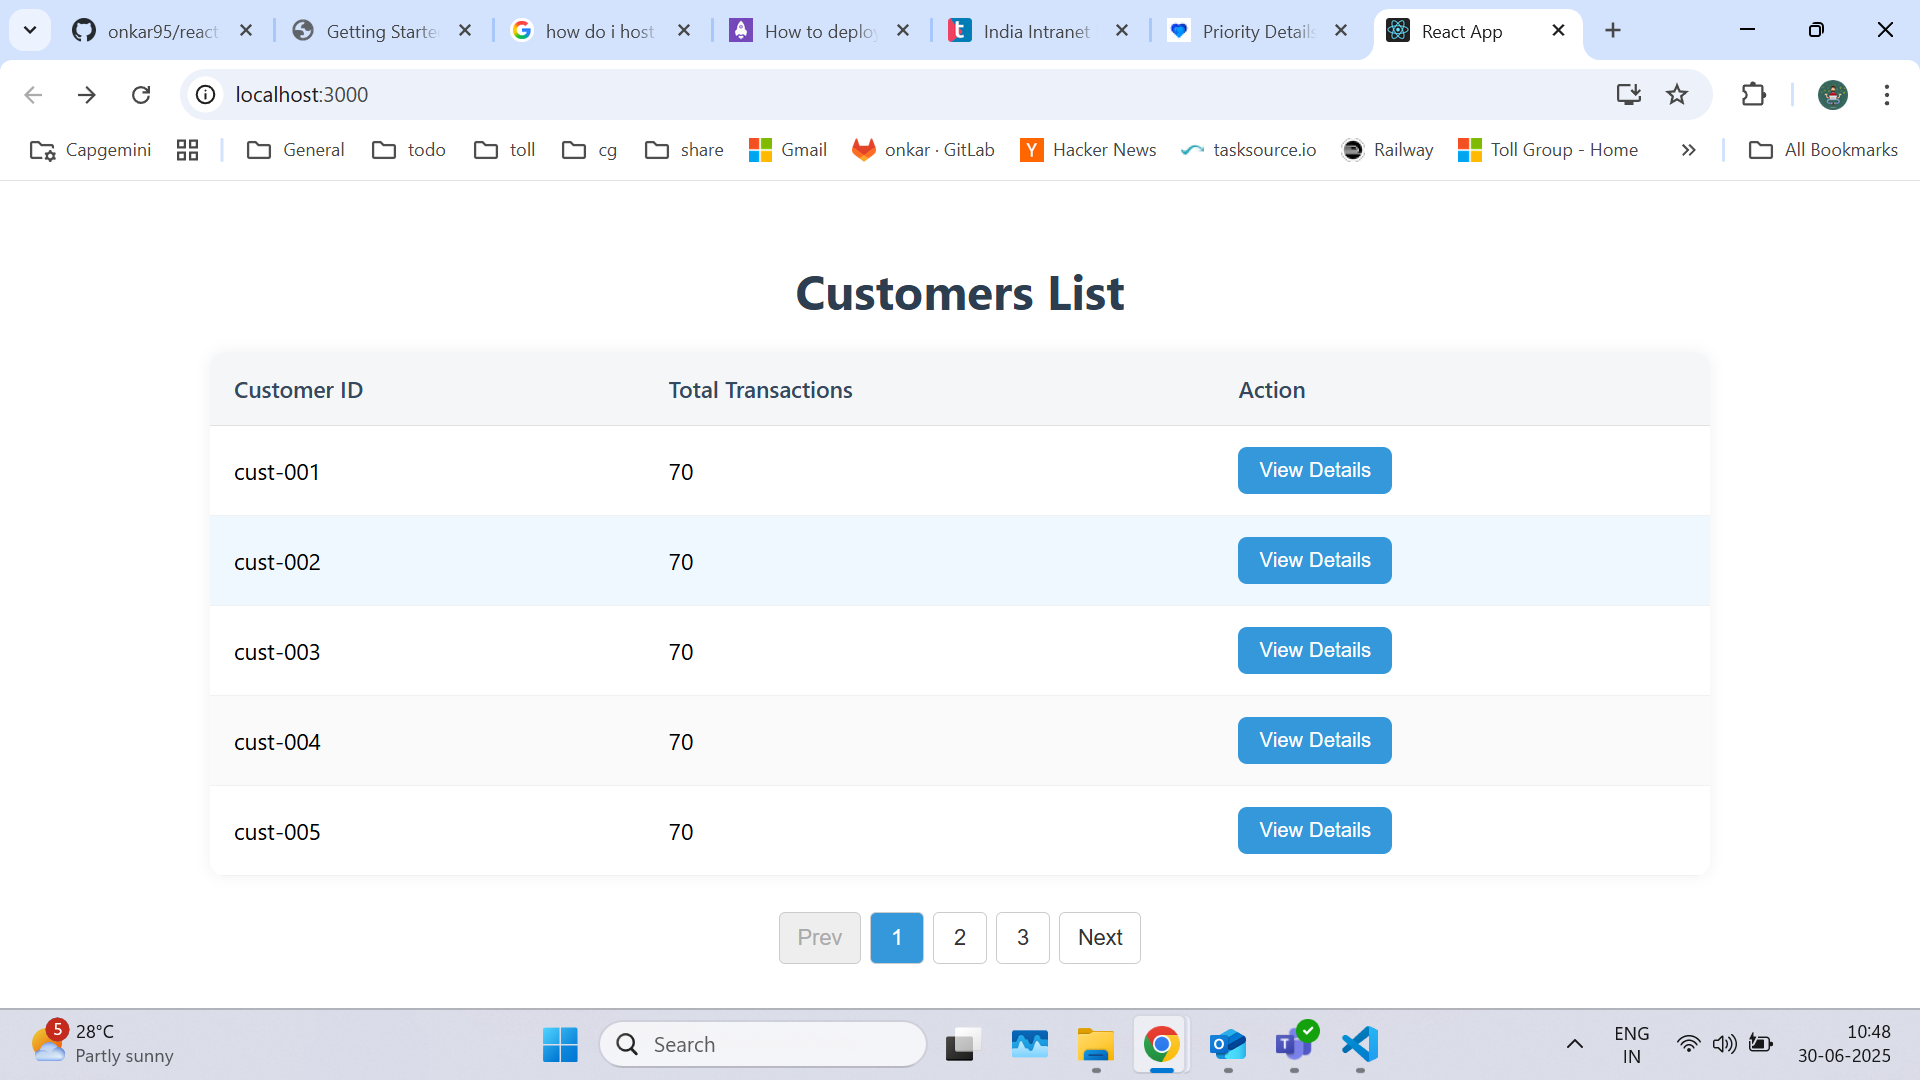 onkar95/react
Getting Starte
how do i host
How to deploy
India Intranet
Priority Details
React App
localhost:3000
Capgemini
General
todo
toll
cg
share
Gmail
onkar · GitLab
Hacker News
tasksource.io
Railway
Toll Group - Home
All Bookmarks
Customers List
Customer ID Total Transactions Action
cust-001 70 View Details
cust-002 70 View Details
cust-003 70 View Details
cust-004 70 View Details
cust-005 70 View Details
Prev 1 2 3 Next
5
28°C
Partly sunny
Search
ENG
IN
10:48
30-06-2025